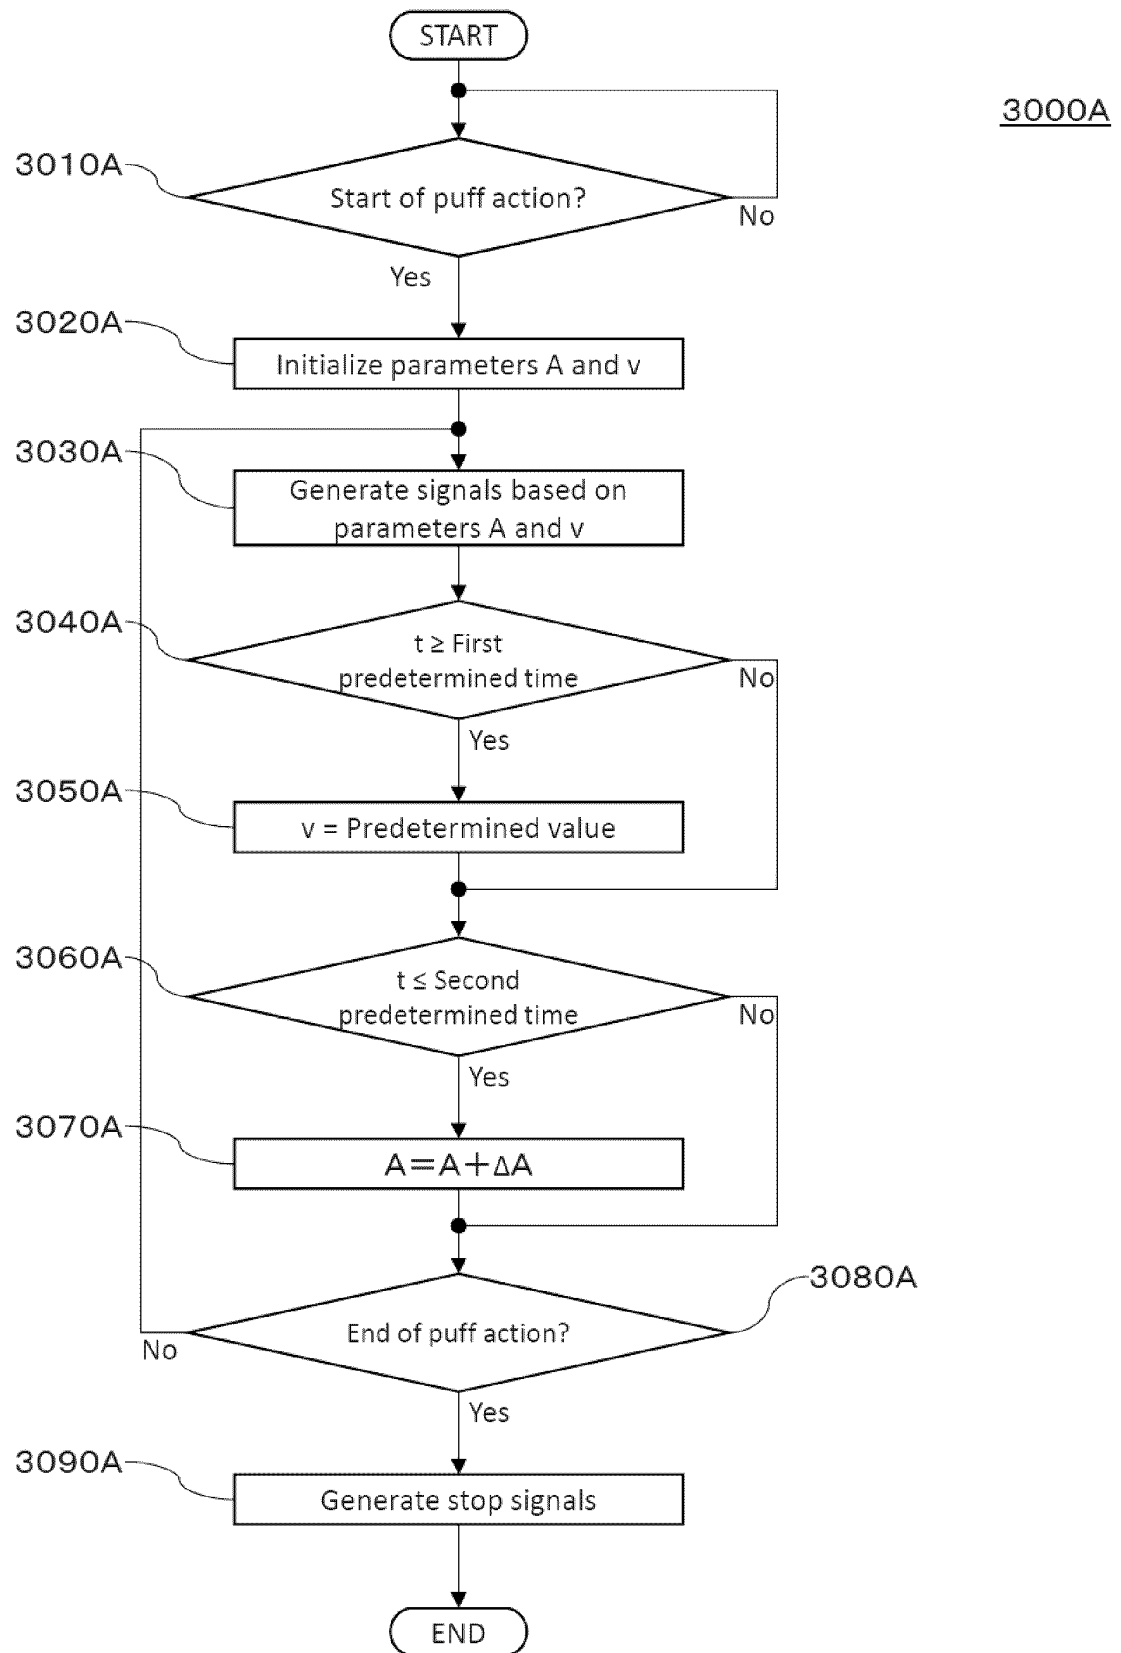 START
3000A
3010A
Start of puff action?
No
Yes
3020A
Initialize parameters A and v
3030A
Generate signals based on
parameters A and v
3040A
t ≥ First
predetermined time
No
Yes
3050A
v = Predetermined value
3060A
t ≤ Second
predetermined time
No
Yes
3070A
A=A+ΔA
3080A
End of puff action?
No
Yes
3090A
Generate stop signals
END